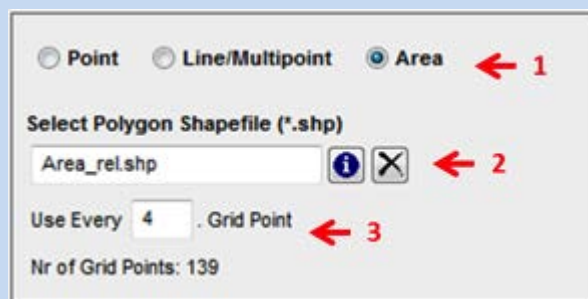 Point Line/Multipoint Area 1
Select Polygon Shapefile (*.shp)
Area_rel.shp i X 2
Use Every 4 . Grid Point 3
Nr of Grid Points: 139